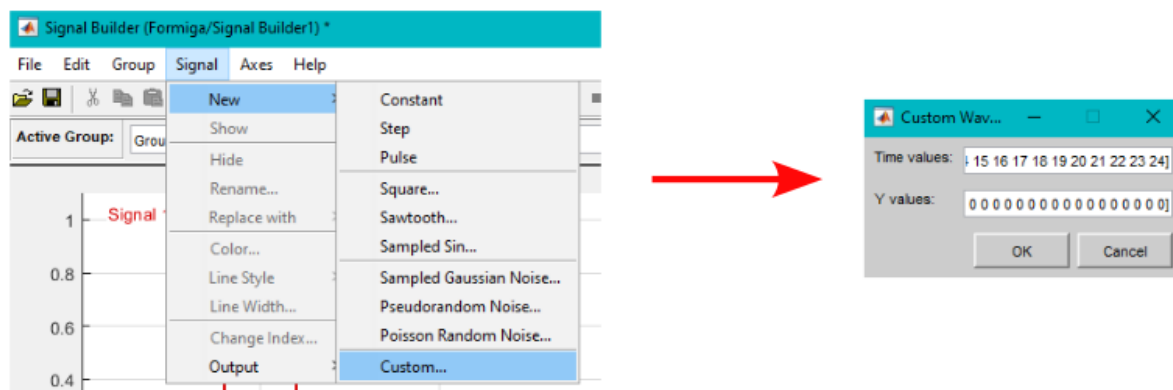 Signal Builder (Formiga/Signal Builder1) *
File Edit Group Signal Axes Help
Active Group: Grou
New
Show
Hide
Rename...
Replace with
Color...
Line Style
Line Width...
Change Index...
Output
Constant
Step
Pulse
Square...
Sawtooth...
Sampled Sin...
Sampled Gaussian Noise...
Pseudorandom Noise...
Poisson Random Noise...
Custom...
Signal
1
0.8
0.6
0.4
Custom Wav...
Time values: 15 16 17 18 19 20 21 22 23 24]
Y values: 0 0 0 0 0 0 0 0 0 0 0 0 0 0 0 0 0]
OK Cancel